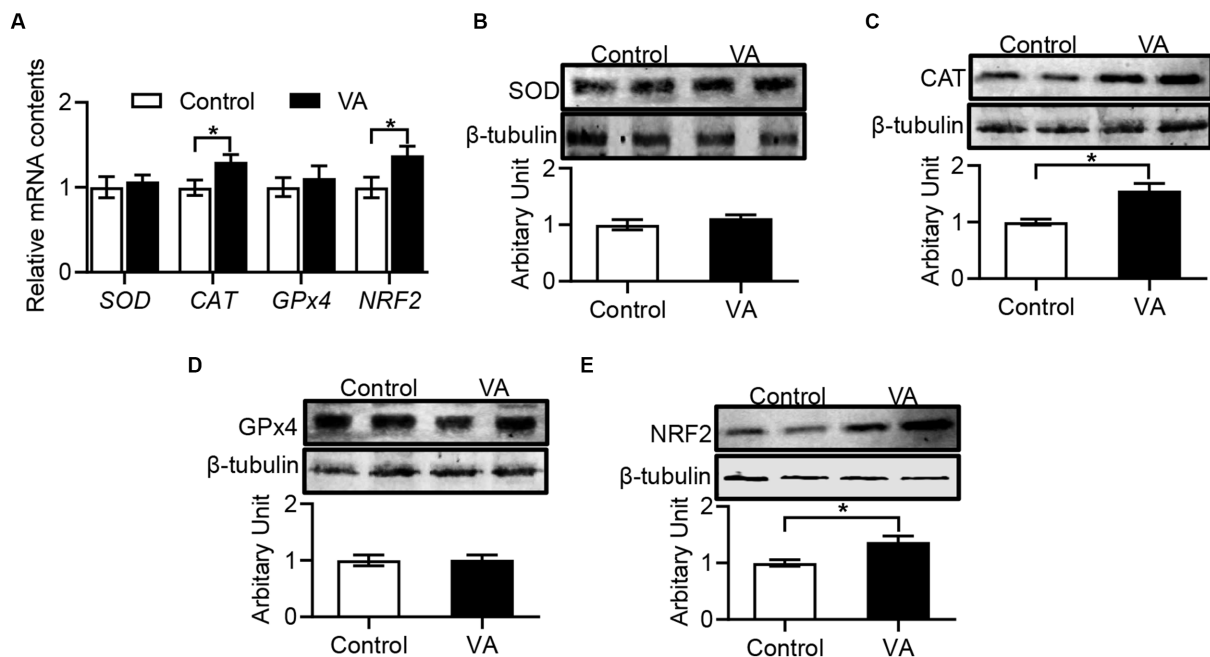 A
Relative mRNA contents
2
1
0
Control VA
*
*
SOD CAT GPx4 NRF2
B
Control VA
SOD
β-tubulin
Arbitary Unit
2
1
0
Control VA
C
Control VA
CAT
β-tubulin
Arbitary Unit
2
1
0
*
Control VA
D
Control VA
GPx4
β-tubulin
Arbitary Unit
2
1
0
Control VA
E
Control VA
NRF2
β-tubulin
Arbitary Unit
2
1
0
*
Control VA